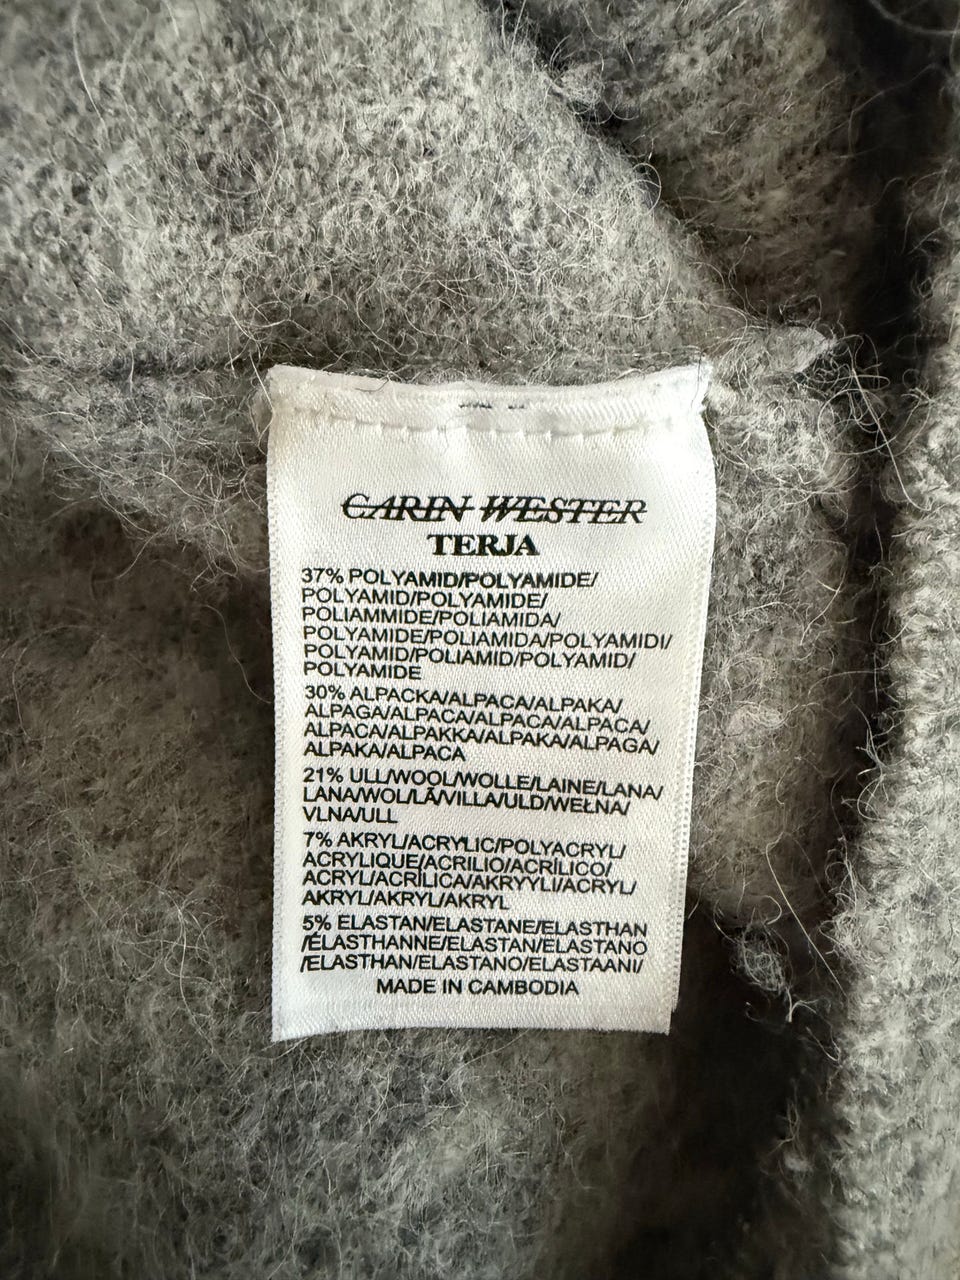 CARIN WESTER
TERJA
37% POLYAMID/POLYAMIDE/
POLYAMID/POLYAMIDE/
POLIAMMIDE/POLIAMIDA/
POLYAMIDE/POLIAMIDA/POLYAMIDI/
POLYAMID/POLIAMID/POLYAMID/
POLYAMIDE
30% ALPACKA/ALPACA/ALPAKA/
ALPAGA/ALPACA/ALPACA/ALPACA/
ALPACA/ALPAKKA/ALPAKA/ALPAGA/
ALPAKA/ALPACA
21% ULL/WOOL/WOLLE/LAINE/LANA/
LANA/WOL/LÃ/VILLA/ULD/WEŁNA/
VLNA/ULL
7% AKRYL/ACRYLIC/POLYACRYL/
ACRYLIQUE/ACRILIO/ACRÍLICO/
ACRYL/ACRÍLICA/AKRYYLI/ACRYL/
AKRYL/AKRYL/AKRYL
5% ELASTAN/ELASTANE/ELASTHAN
/ÉLASTHANNE/ELASTAN/ELASTANO
/ELASTHAN/ELASTANO/ELASTAANI/
MADE IN CAMBODIA